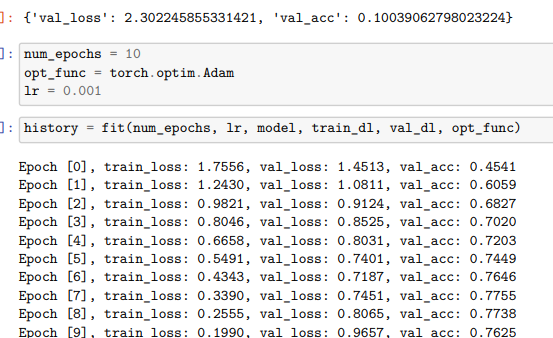 ]: {'val_loss': 2.302245855331421, 'val_acc': 0.10039062798023224}
]: num_epochs = 10
opt_func = torch.optim.Adam
lr = 0.001
]: history = fit(num_epochs, lr, model, train_dl, val_dl, opt_func)
Epoch [0], train_loss: 1.7556, val_loss: 1.4513, val_acc: 0.4541
Epoch [1], train_loss: 1.2430, val_loss: 1.0811, val_acc: 0.6059
Epoch [2], train_loss: 0.9821, val_loss: 0.9124, val_acc: 0.6827
Epoch [3], train_loss: 0.8046, val_loss: 0.8525, val_acc: 0.7020
Epoch [4], train_loss: 0.6658, val_loss: 0.8031, val_acc: 0.7203
Epoch [5], train_loss: 0.5491, val_loss: 0.7401, val_acc: 0.7449
Epoch [6], train_loss: 0.4343, val_loss: 0.7187, val_acc: 0.7646
Epoch [7], train_loss: 0.3390, val_loss: 0.7451, val_acc: 0.7755
Epoch [8], train_loss: 0.2555, val_loss: 0.8065, val_acc: 0.7738
Epoch [9], train_loss: 0.1990, val_loss: 0.9657, val_acc: 0.7625